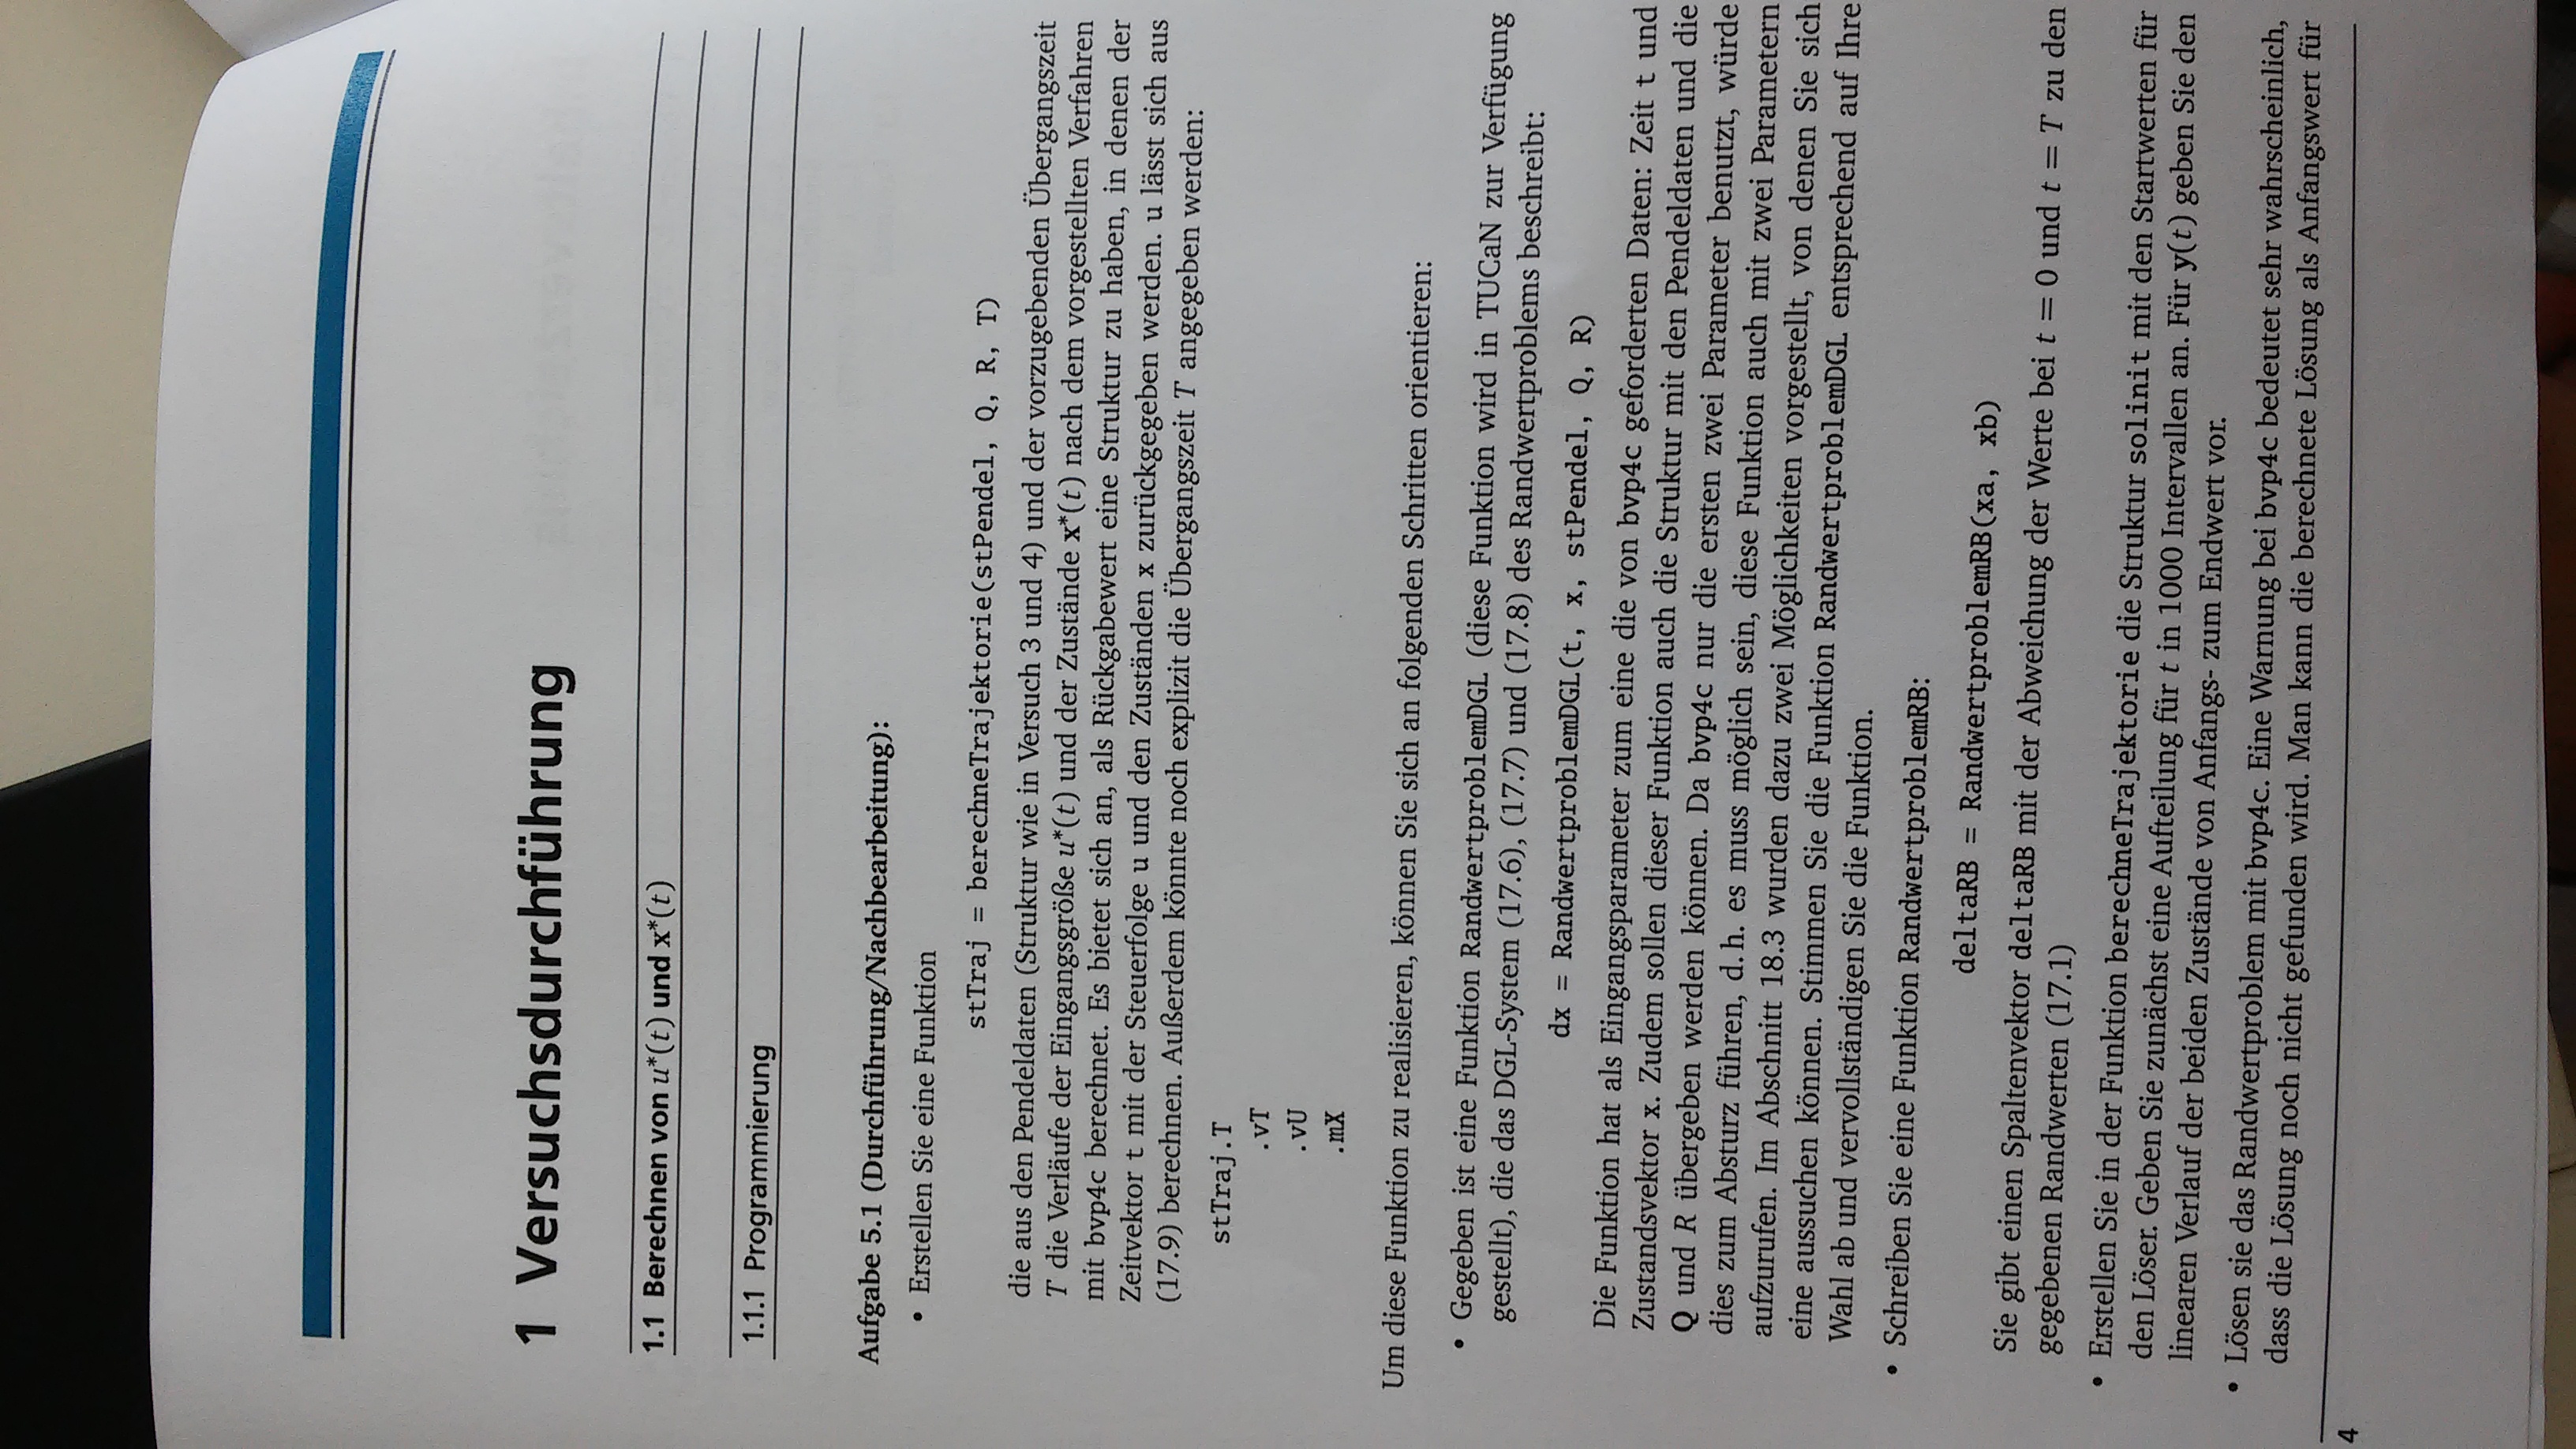 1 Versuchsdurchführung
1.1 Berechnen von u*(t) und x*(t)
1.1.1 Programmierung
Aufgabe 5.1 (Durchführung/Nachbearbeitung):
• Erstellen Sie eine Funktion
stTraj = berechneTrajektorie(stPendel, Q, R, T)
die aus den Pendeldaten (Struktur wie in Versuch 3 und 4) und der vorzugebenden Übergangszeit
T die Verläufe der Eingangsgröße u*(t) und der Zustände x*(t) nach dem vorgestellten Verfahren
mit bvp4c berechnet. Es bietet sich an, als Rückgabewert eine Struktur zu haben, in denen der
Zeitvektor t mit der Steuerfolge u und den Zuständen x zurückgegeben werden. u lässt sich aus
(17.9) berechnen. Außerdem könnte noch explizit die Übergangszeit T angegeben werden:
stTraj.T
.vT
.vU
.mX
Um diese Funktion zu realisieren, können Sie sich an folgenden Schritten orientieren:
• Gegeben ist eine Funktion RandwertproblemDGL (diese Funktion wird in TUCaN zur Verfügung
gestellt), die das DGL-System (17.6), (17.7) und (17.8) des Randwertproblems beschreibt:
dx = RandwertproblemDGL(t, x, stPendel, Q, R)
Die Funktion hat als Eingangsparameter zum eine die von bvp4c geforderten Daten: Zeit t und
Zustandsvektor x. Zudem sollen dieser Funktion auch die Struktur mit den Pendeldaten und die
Q und R übergeben werden können. Da bvp4c nur die ersten zwei Parameter benutzt, würde
dies zum Absturz führen, d. h. es muss möglich sein, diese Funktion auch mit zwei Parametern
aufzurufen. Im Abschnitt 18.3 wurden dazu zwei Möglichkeiten vorgestellt, von denen Sie sich
eine aussuchen können. Stimmen Sie die Funktion RandwertproblemDGL entsprechend auf Ihre
Wahl ab und vervollständigen Sie die Funktion.
• Schreiben Sie eine Funktion RandwertproblemRB:
deltaRB = RandwertproblemRB(xa, xb)
Sie gibt einen Spaltenvektor deltaRB mit der Abweichung der Werte bei t = 0 und t = T zu den
gegebenen Randwerten (17.1)
• Erstellen Sie in der Funktion berechneTrajektorie die Struktur solinit mit den Startwerten für
den Löser. Geben Sie zunächst eine Aufteilung für t in 1000 Intervallen an. Für y(t) geben Sie den
linearen Verlauf der beiden Zustände von Anfangs- zum Endwert vor.
• Lösen sie das Randwertproblem mit bvp4c. Eine Warnung bei bvp4c bedeutet sehr wahrscheinlich,
dass die Lösung noch nicht gefunden wird. Man kann die berechnete Lösung als Anfangswert für
4